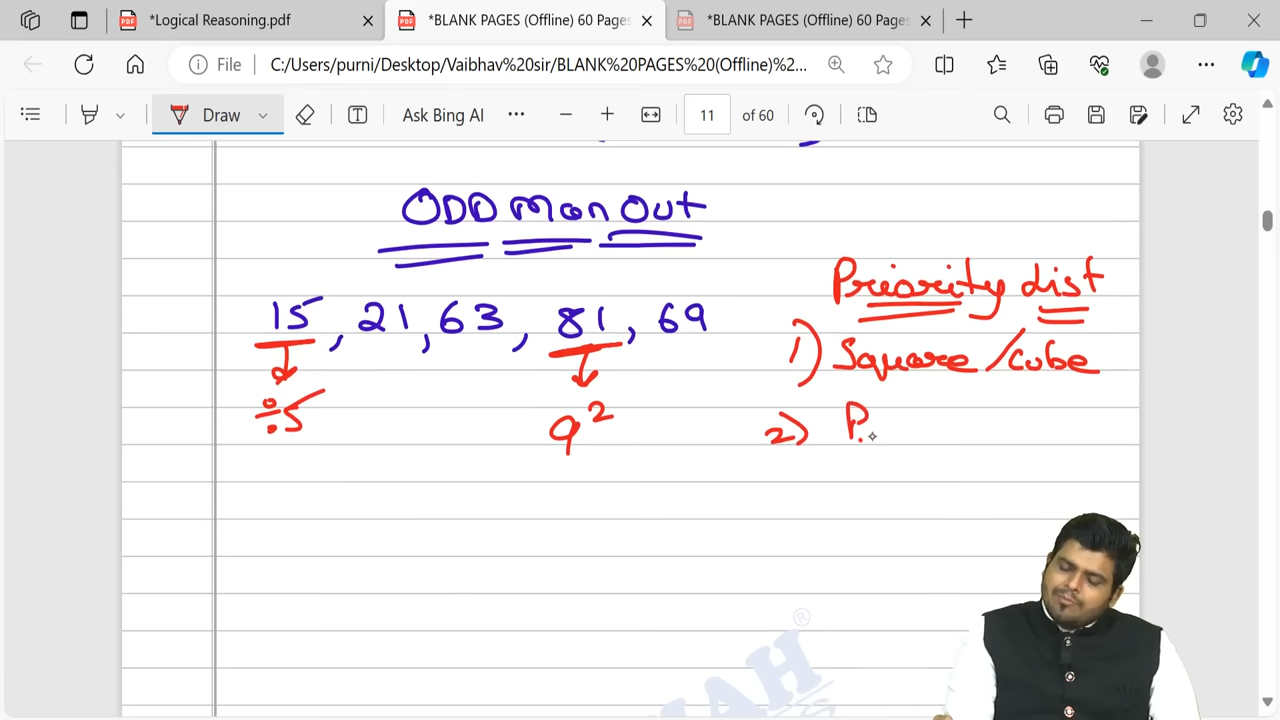 *Logical Reasoning.pdf
*BLANK PAGES (Offline) 60 Pages
*BLANK PAGES (Offline) 60 Page
File
C:/Users/purni/Desktop/Vaibhav%20sir/BLANK%20PAGES%20(Offline)%2...
Draw
Ask Bing AI
11
of 60
ODD Man Out
Priority List
15, 21, 63, 81, 69
1) Square/cube
÷5
9²
2) P.
MAH ®